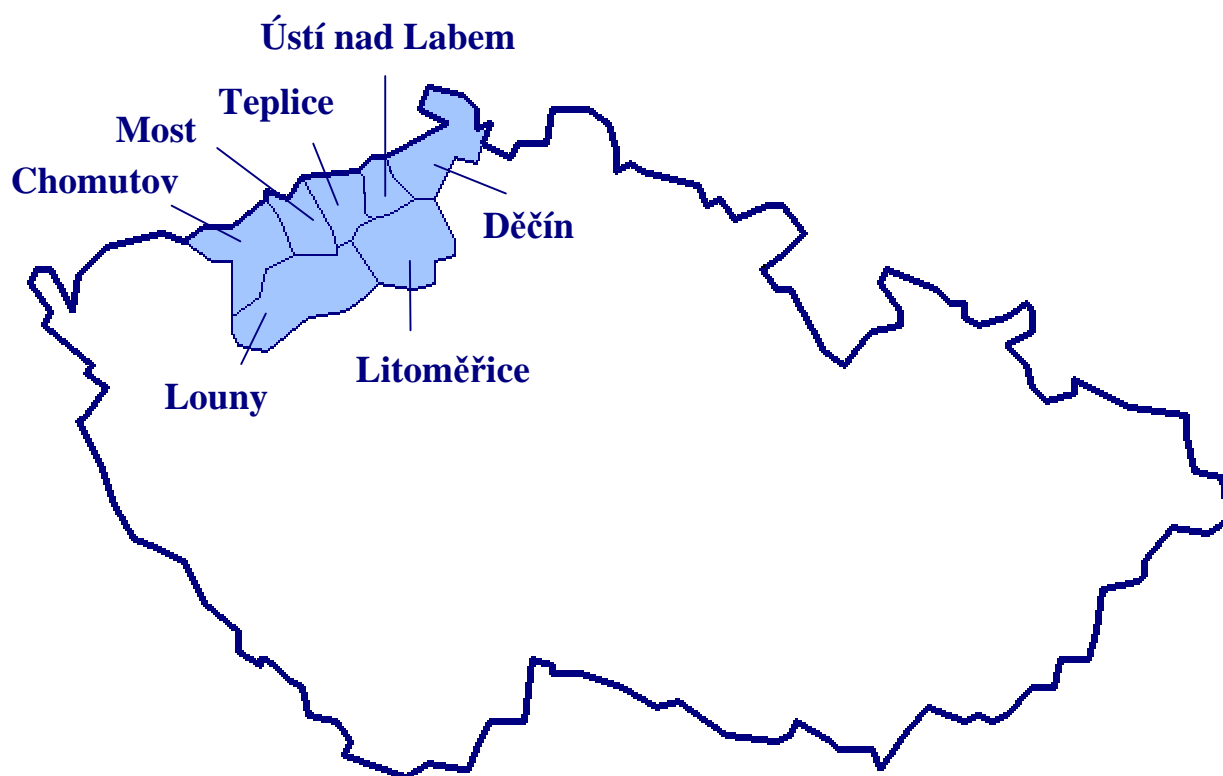 Ústí nad Labem
Teplice
Most
Chomutov
Děčín
Litoměřice
Louny